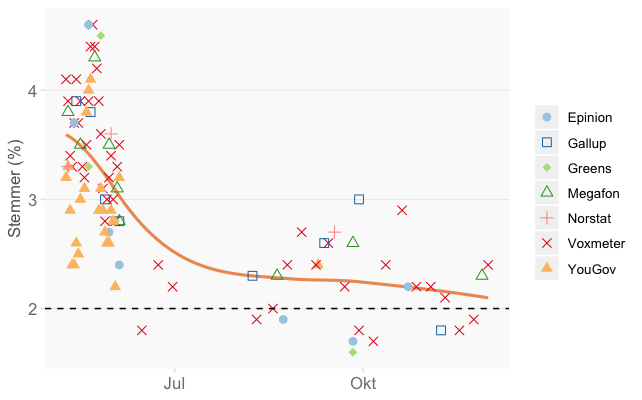 4
3
2
Stemmer (%)
Jul
Okt
Epinion
Gallup
Greens
Megafon
Norstat
Voxmeter
YouGov